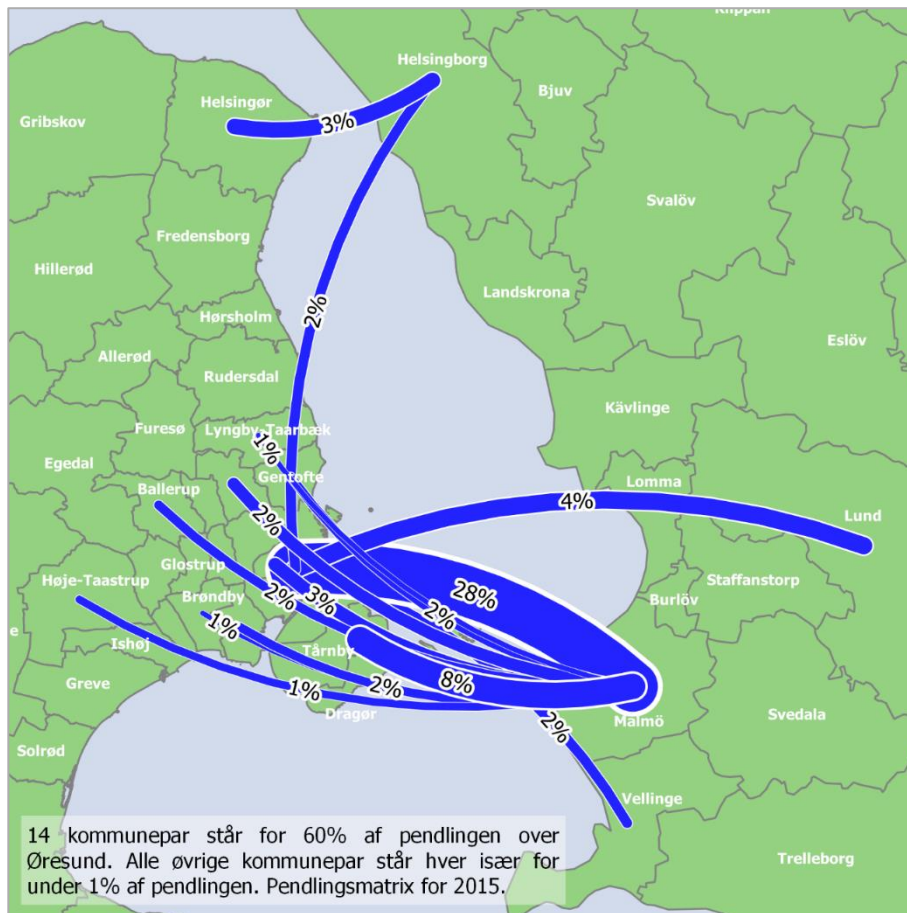 Klippan
Helsingborg
Bjuv
Helsingør
Gribskov
3%
Svalöv
Fredensborg
Hillerød
Landskrona
2%
Hørsholm
Eslöv
Allerød
Rudersdal
Kävlinge
Furesø
Lyngby-Taarbæk
1%
Egedal
Gentofte
Ballerup
Lomma
4%
Lund
2%
Glostrup
Høje-Taastrup
Staffanstorp
28%
Burlöv
Brøndby
2%
3%
2%
1%
Ishøj
Tårnby
8%
2%
Greve
1%
Dragør
2%
Malmö
Svedala
Solrød
Vellinge
Trelleborg
14 kommunepar står for 60% af pendlingen over
Øresund. Alle øvrige kommunepar står hver især for
under 1% af pendlingen. Pendlingsmatrix for 2015.